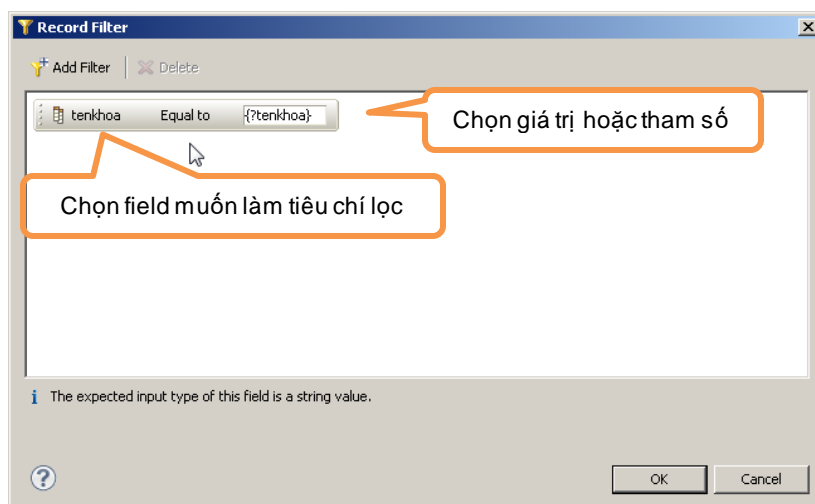 Record Filter
Add Filter Delete
tenkhoa Equal to {?tenkhoa}
Chọn giá trị hoặc tham số
Chọn field muốn làm tiêu chí lọc
The expected input type of this field is a string value.
OK Cancel